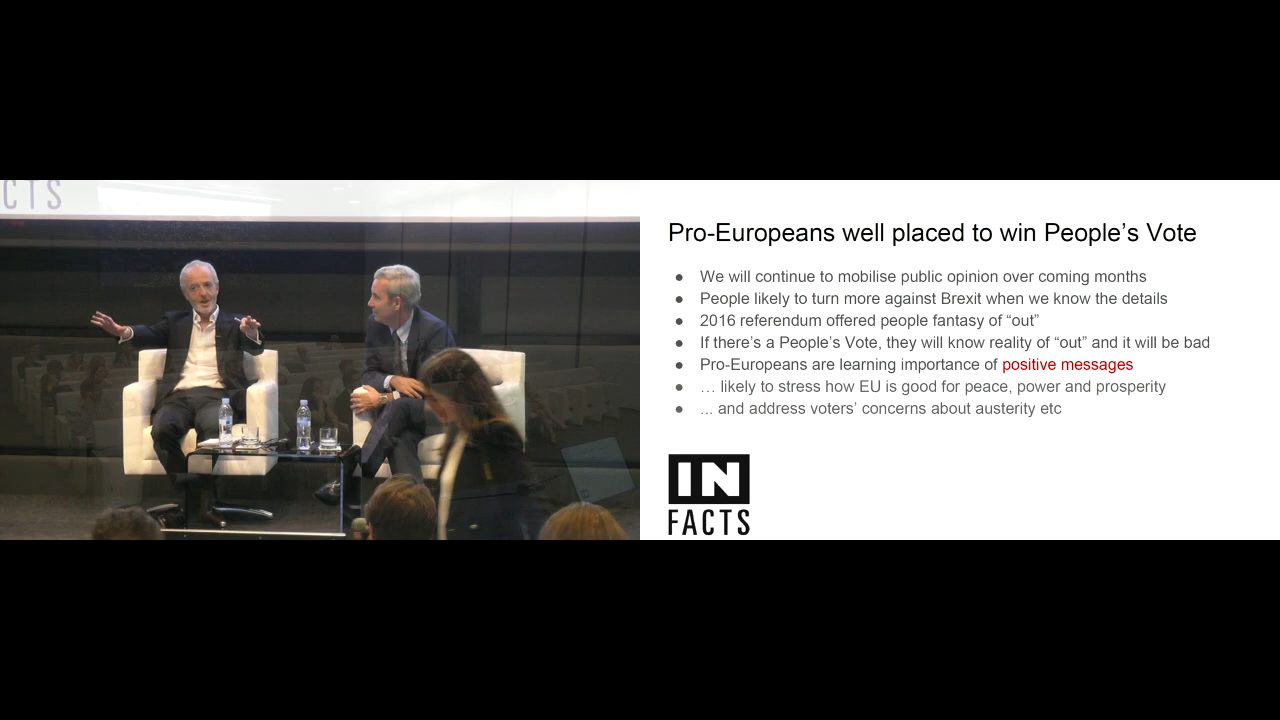 CTS
Pro-Europeans well placed to win People’s Vote
● We will continue to mobilise public opinion over coming months
● People likely to turn more against Brexit when we know the details
● 2016 referendum offered people fantasy of “out”
● If there’s a People’s Vote, they will know reality of “out” and it will be bad
● Pro-Europeans are learning importance of positive messages
● … likely to stress how EU is good for peace, power and prosperity
● ... and address voters’ concerns about austerity etc
IN
FACTS